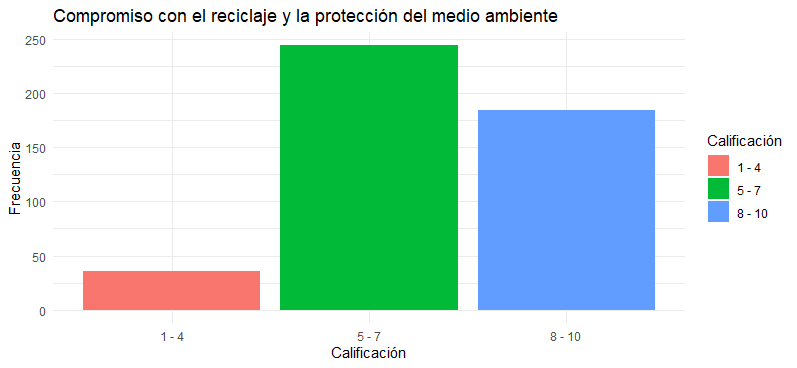 Compromiso con el reciclaje y la protección del medio ambiente
250
200
150
100
50
0
Frecuencia
1 - 4
5 - 7
8 - 10
Calificación
Calificación
1 - 4
5 - 7
8 - 10